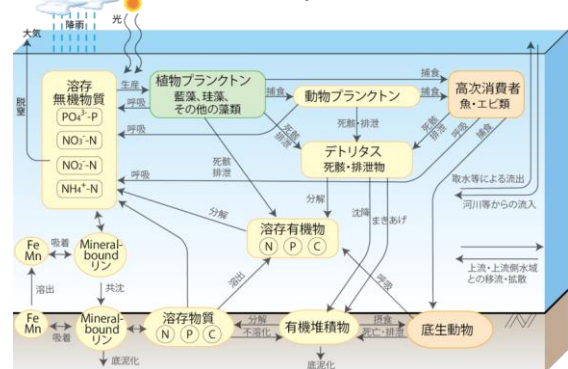 降雨
光
大気
脱窒
溶存
無機物質
PO₄³⁻-P
NO₃⁻-N
NO₂⁻-N
NH₄⁺-N
生産
呼吸
植物プランクトン
藍藻、珪藻、
その他の藻類
捕食
動物プランクトン
捕食
捕食
高次消費者
魚・エビ類
呼吸
死骸
排泄
死骸・排泄
死骸
排泄
呼吸
捕食
デトリタス
死骸・排泄物
死骸
排泄
呼吸
分解
沈降
まきあげ
取水等による流出
河川等からの流入
分解
溶存有機物
N P C
上流・上流側水域
との移流・拡散
Fe
Mn
吸着
Mineral-
bound
リン
溶出
共沈
溶出
呼吸
Fe
Mn
吸着
Mineral-
bound
リン
溶存物質
N P C
分解
不溶化
有機堆積物
摂食
死亡・排泄
底生動物
底泥化
底泥化